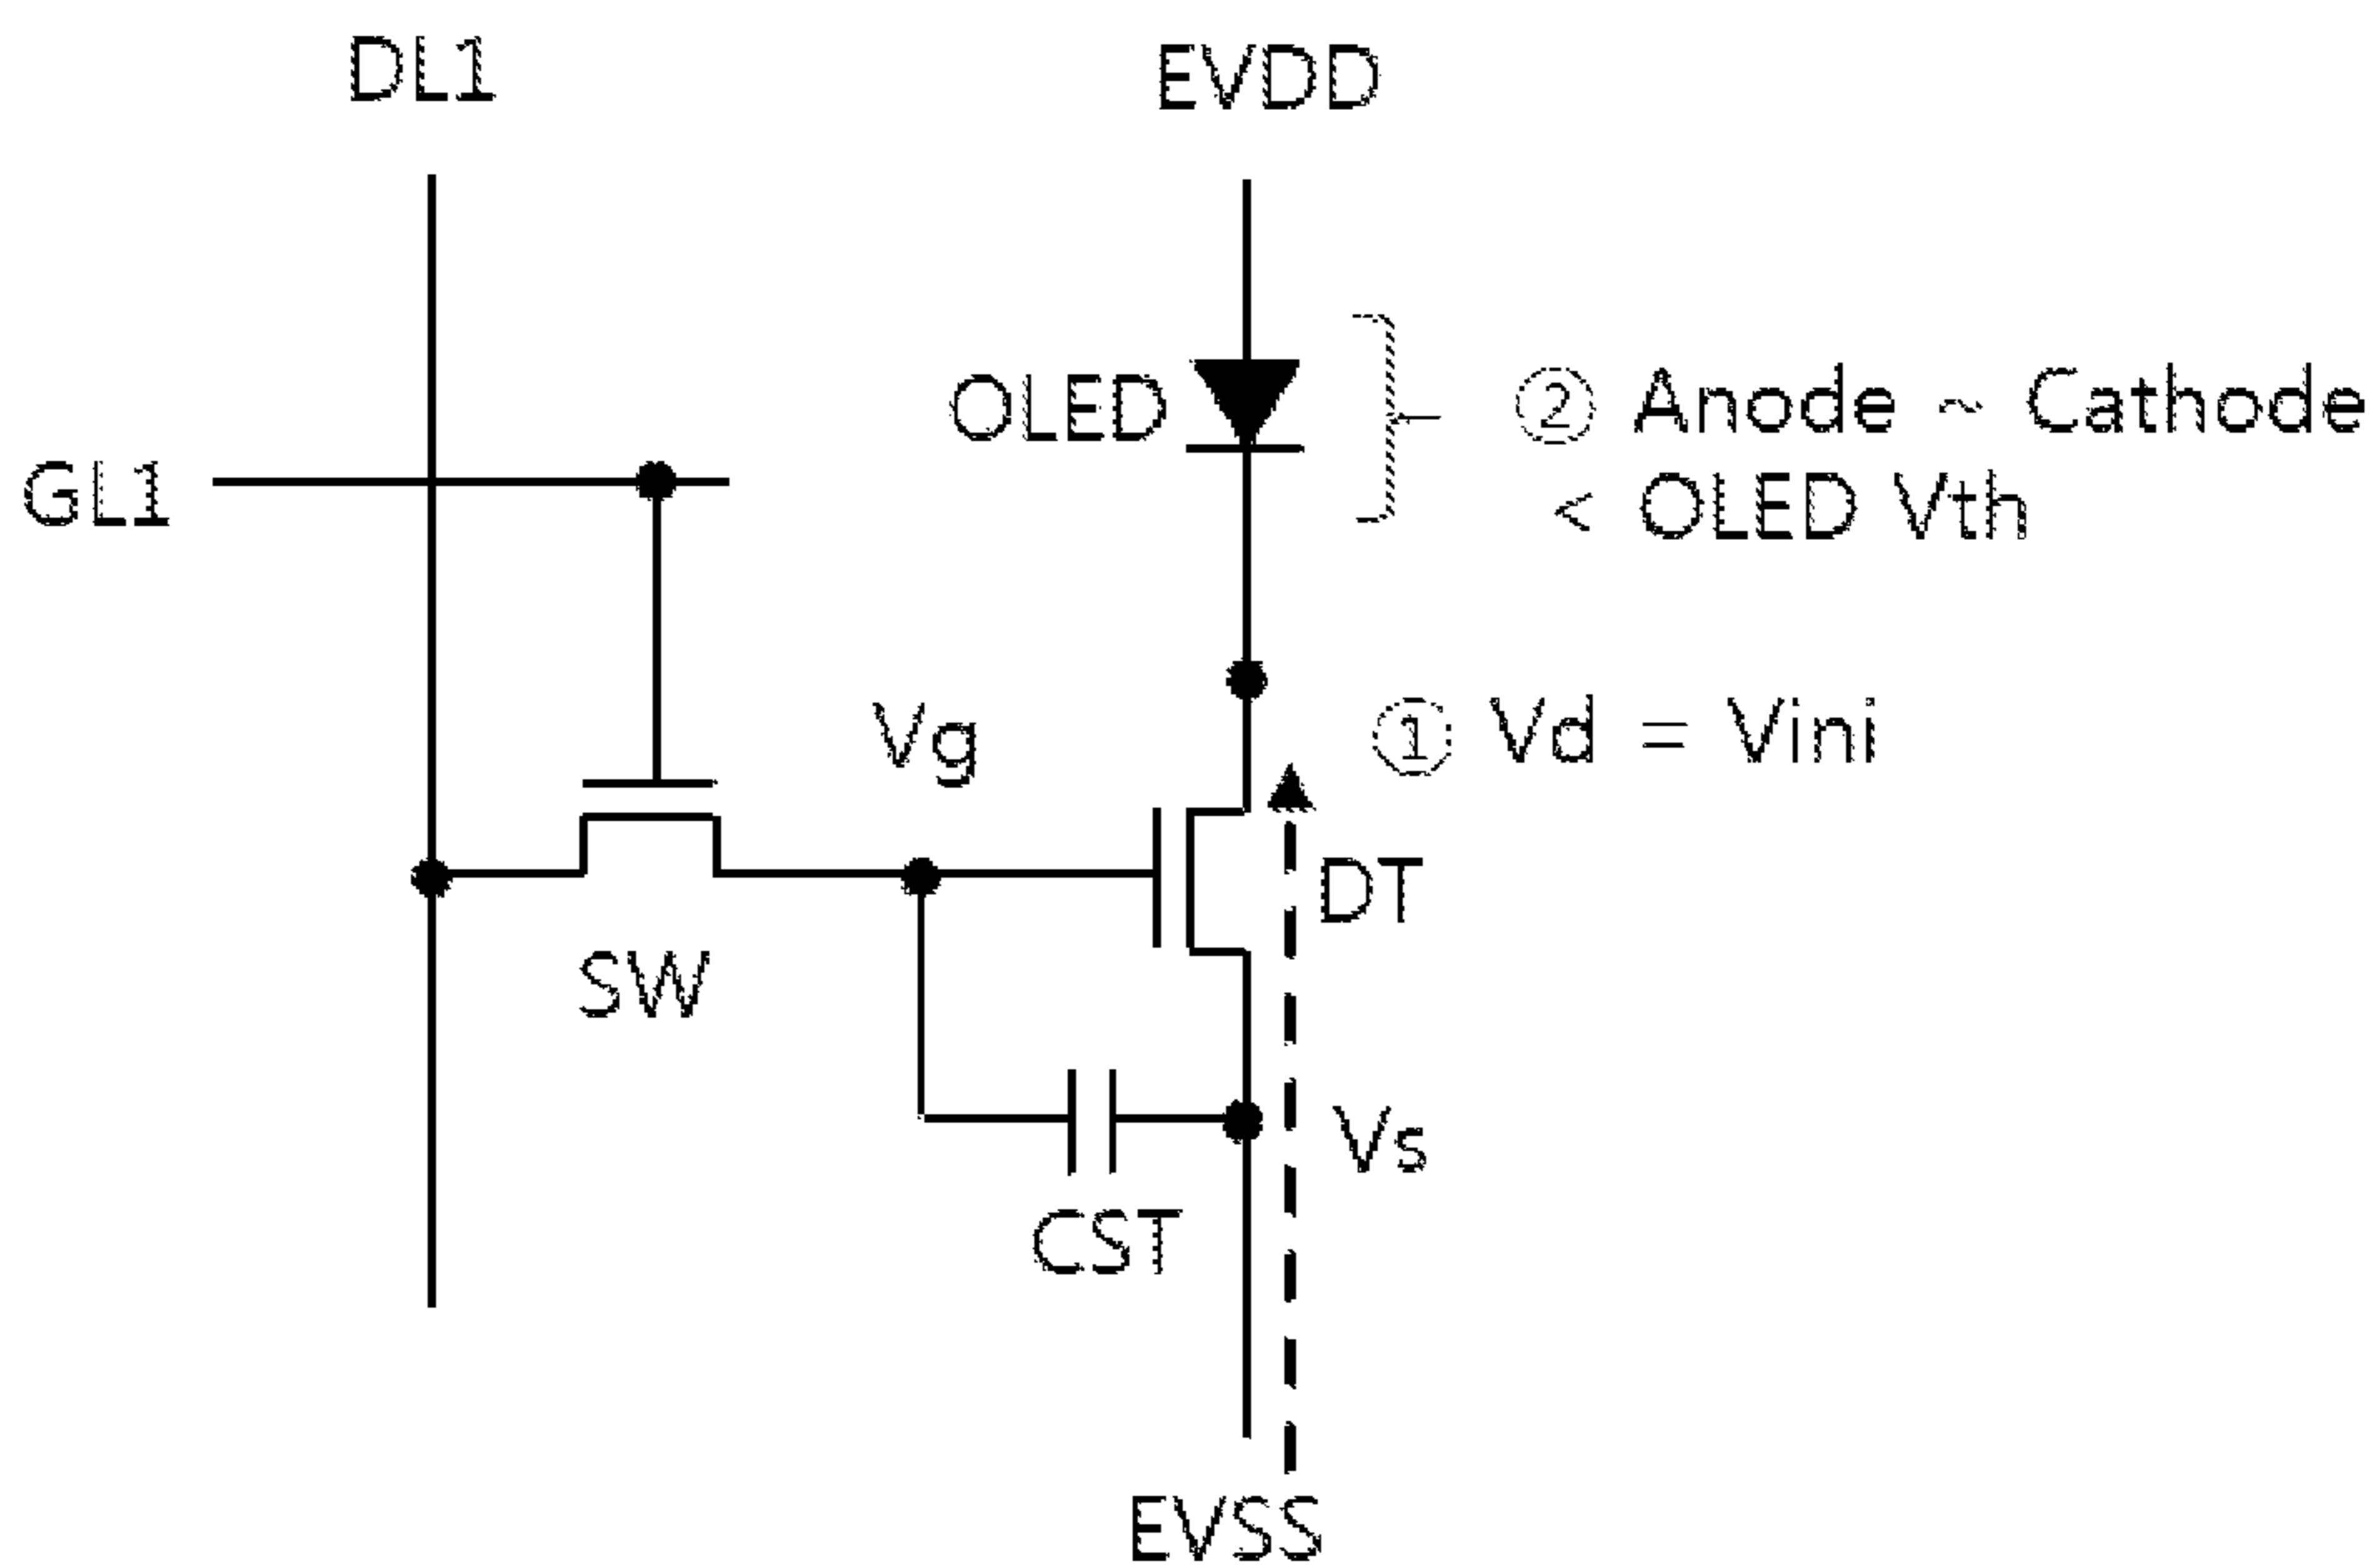 DL1
EVDD
OLED
② Anode ~ Cathode
< OLED Vth
GL1
Vg
① Vd = Vini
DT
SW
Vs
CST
EVSS